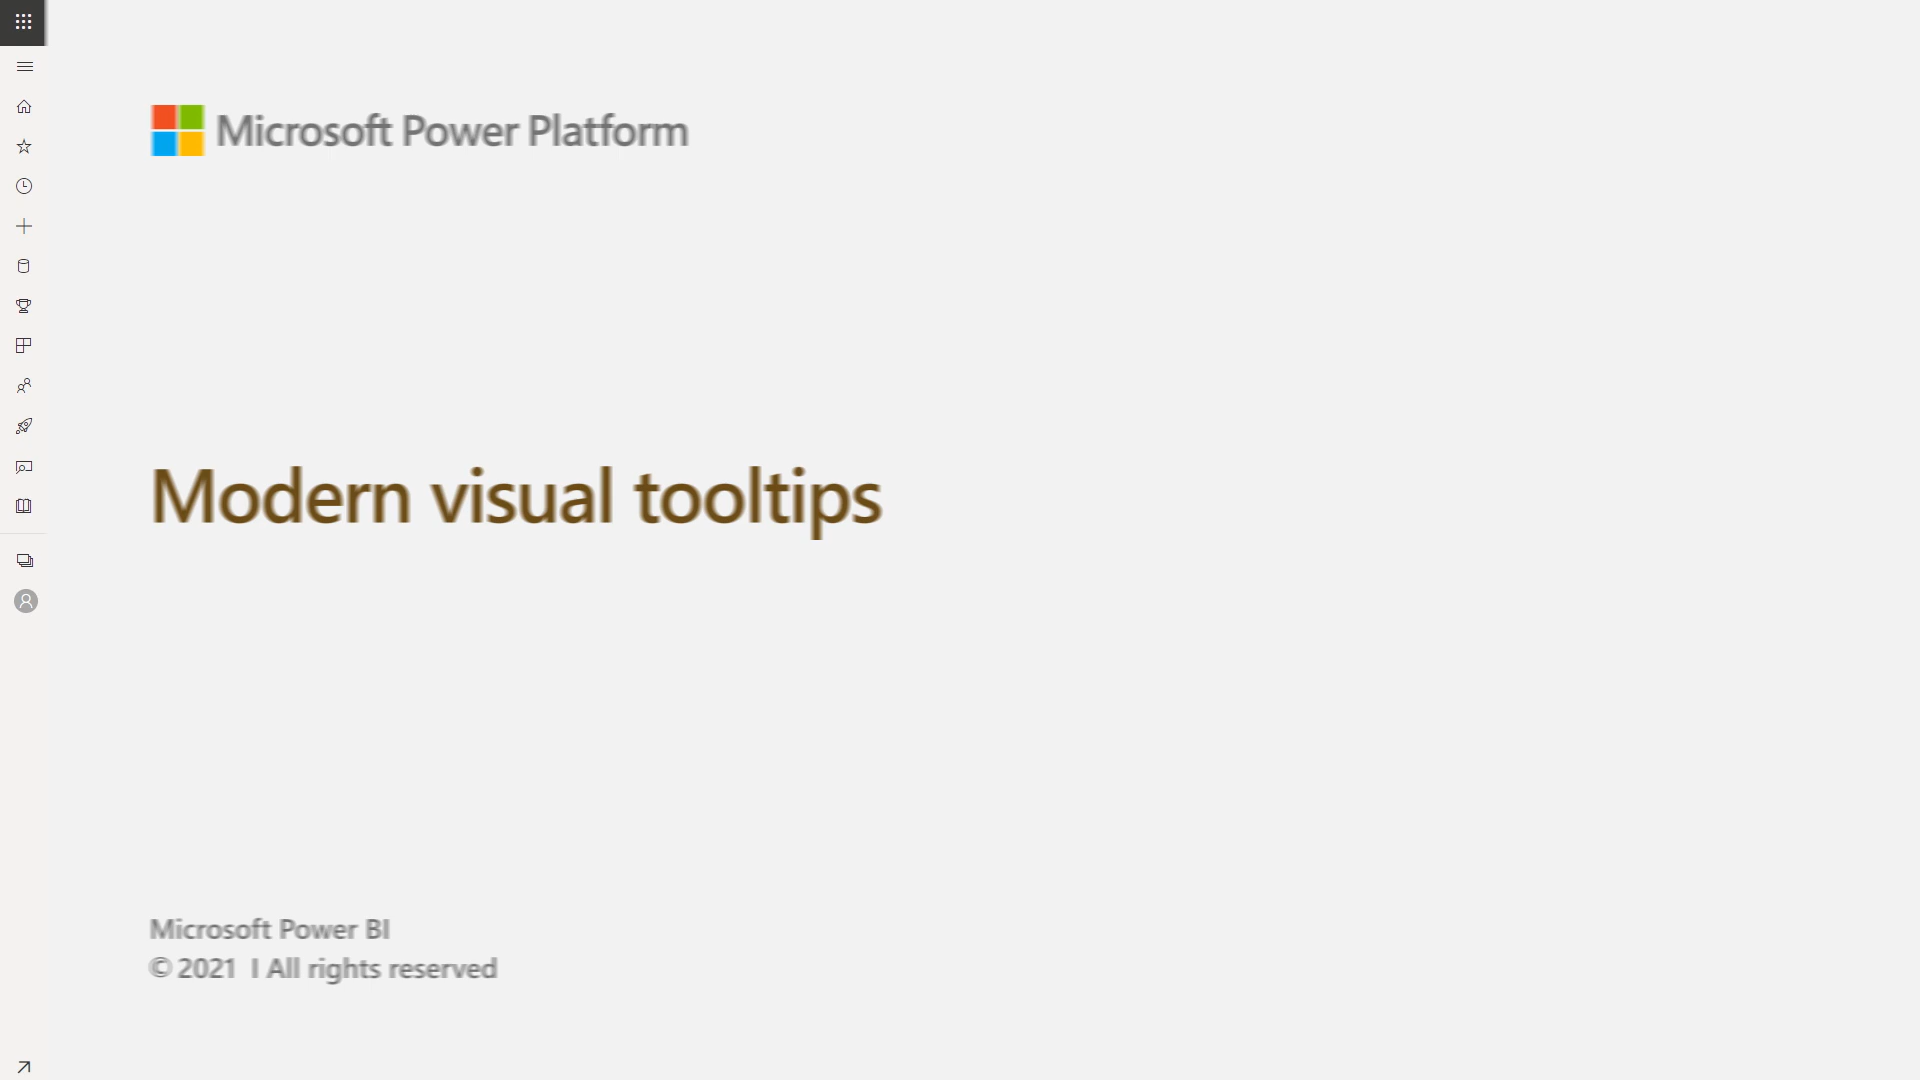 Microsoft Power Platform
Modern visual tooltips
Microsoft Power BI
© 2021 I All rights reserved